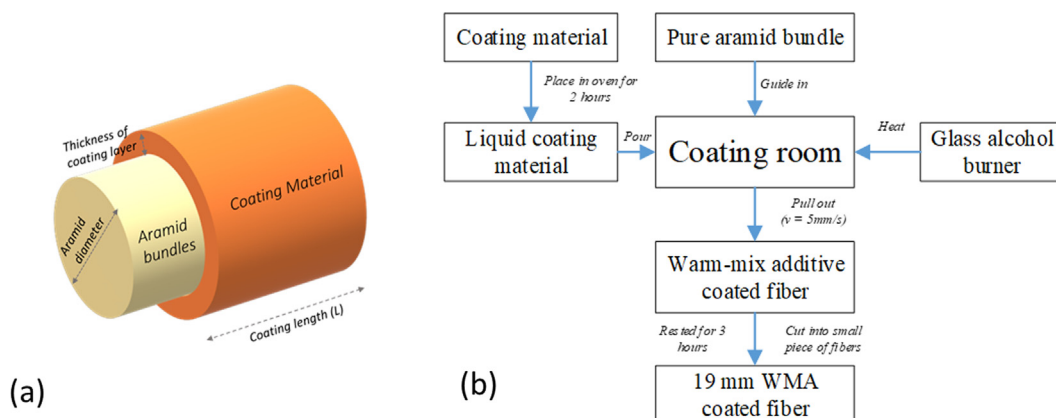 Thickness of
coating layer
Aramid
diameter
Aramid
bundles
Coating Material
Coating length (L)
(a)
Coating material
Pure aramid bundle
Place in oven for
2 hours
Guide in
Liquid coating
material
Pour
Coating room
Heat
Glass alcohol
burner
Pull out
(v = 5mm/s)
Warm-mix additive
coated fiber
Rested for 3
hours
Cut into small
piece of fibers
19 mm WMA
coated fiber
(b)